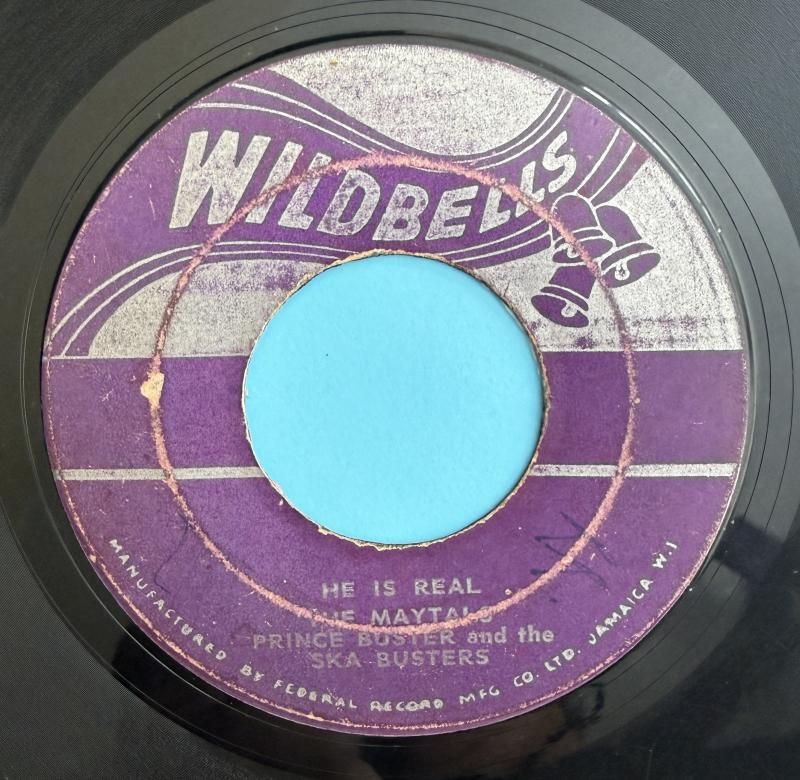 WILDBELLS
HE IS REAL
THE MAYTALS
PRINCE BUSTER and the
SKA BUSTERS
MANUFACTURED BY FEDERAL RECORD MFG CO. LTD. JAMAICA W.I